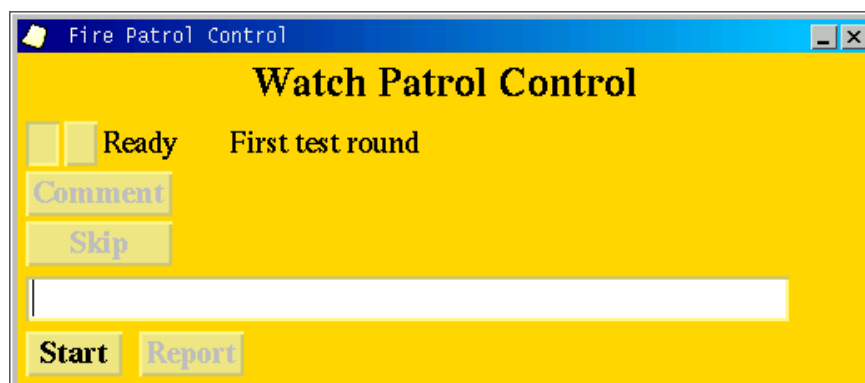 Fire Patrol Control
Watch Patrol Control
Ready First test round
Comment
Skip
Start Report